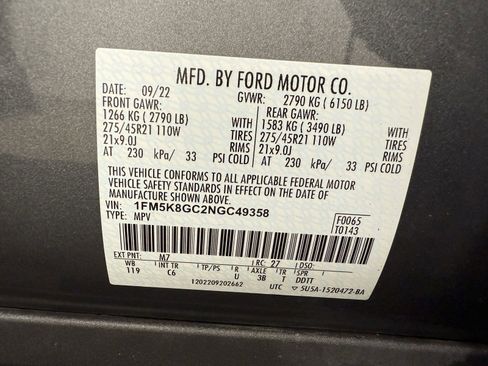 MFD. BY FORD MOTOR CO.
DATE: 09/22 GVWR: 2790 KG ( 6150 LB)
FRONT GAWR: REAR GAWR:
1266 KG ( 2790 LB) 1583 KG ( 3490 LB)
275/45R21 110W WITH TIRES 275/45R21 110W WITH TIRES
21x9.0J RIMS 21x9.0J RIMS
AT 230 kPa/ 33 PSI COLD AT 230 kPa/ 33 PSI COLD
THIS VEHICLE CONFORMS TO ALL APPLICABLE FEDERAL MOTOR
VEHICLE SAFETY STANDARDS IN EFFECT ON THE DATE OF
MANUFACTURE SHOWN ABOVE.
VIN: 1FM5K8GC2NGC49358 F0065
TYPE: MPV T0143
EXT PNT: M7 RC: 27
WB INT TR TP/PS R AXLE TR SPR
119 C6 U 3B T DDTT
1202209202662 UTC 5U5A-1520472-BA